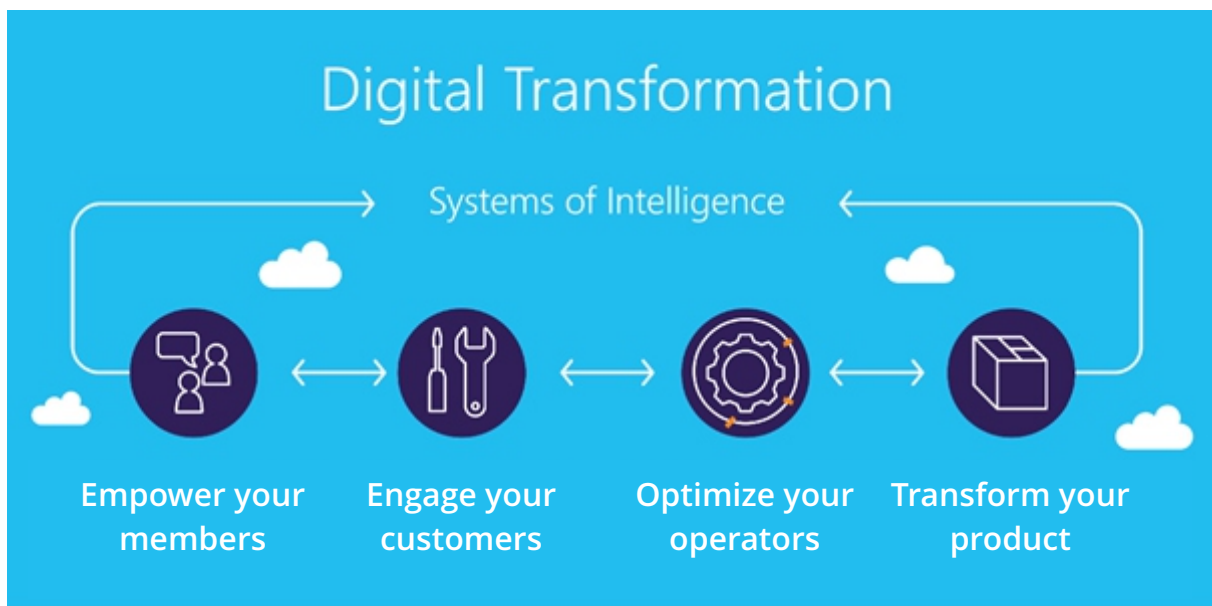 Digital Transformation
Systems of Intelligence
Empower your
members
Engage your
customers
Optimize your
operators
Transform your
product